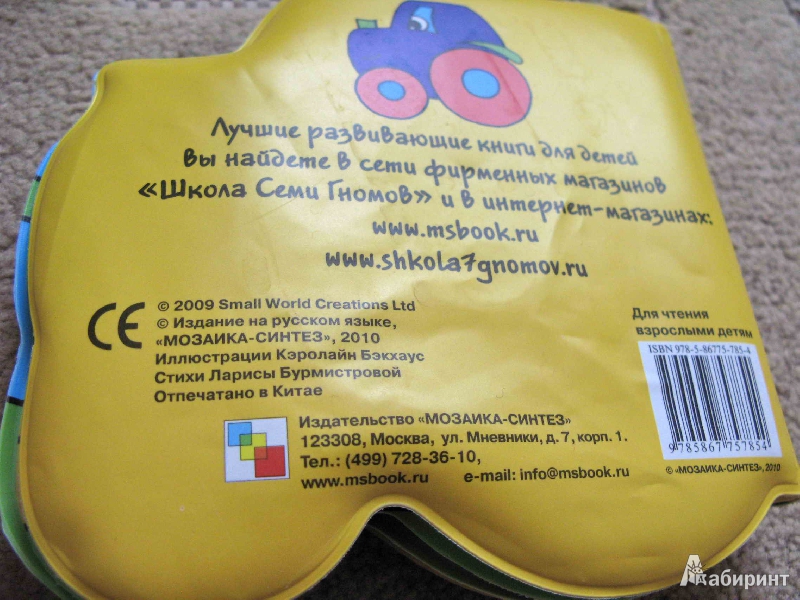 Лучшие развивающие книги для детей
вы найдете в сети фирменных магазинов
«Школа Семи Гномов» и в интернет-магазинах:
www.msbook.ru
www.shkola7gnomov.ru
CE
© 2009 Small World Creations Ltd
© Издание на русском языке,
«МОЗАИКА-СИНТЕЗ», 2010
Иллюстрации Кэролайн Бэкхаус
Стихи Ларисы Бурмистровой
Отпечатано в Китае
Для чтения
взрослыми детям
ISBN 978-5-86775-785-4
9 785867 757854
© «МОЗАИКА-СИНТЕЗ», 2010
Издательство «МОЗАИКА-СИНТЕЗ»
123308, Москва, ул. Мневники, д. 7, корп. 1.
Тел.: (499) 728-36-10,
www.msbook.ru e-mail: info@msbook.ru
Лабиринт